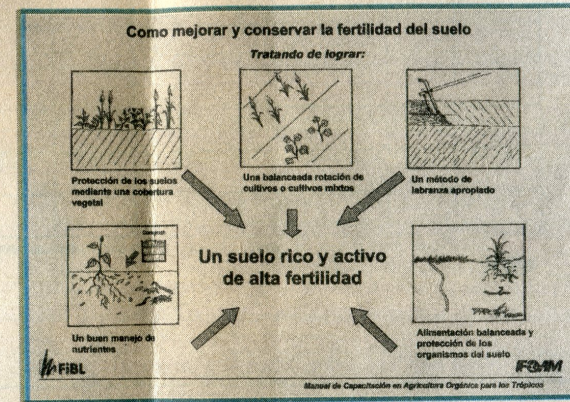 Como mejorar y conservar la fertilidad del suelo
Tratando de lograr:
Protección de los suelos
mediante una cobertura
vegetal
Una balanceada rotación de
cultivos o cultivos mixtos
Un método de
labranza apropiado
Un suelo rico y activo
de alta fertilidad
Un buen manejo de
nutrientes
Alimentación balanceada y
protección de los
organismos del suelo
FiBL
IFOAM
Manual de Capacitación en Agricultura Orgánica para los Trópicos